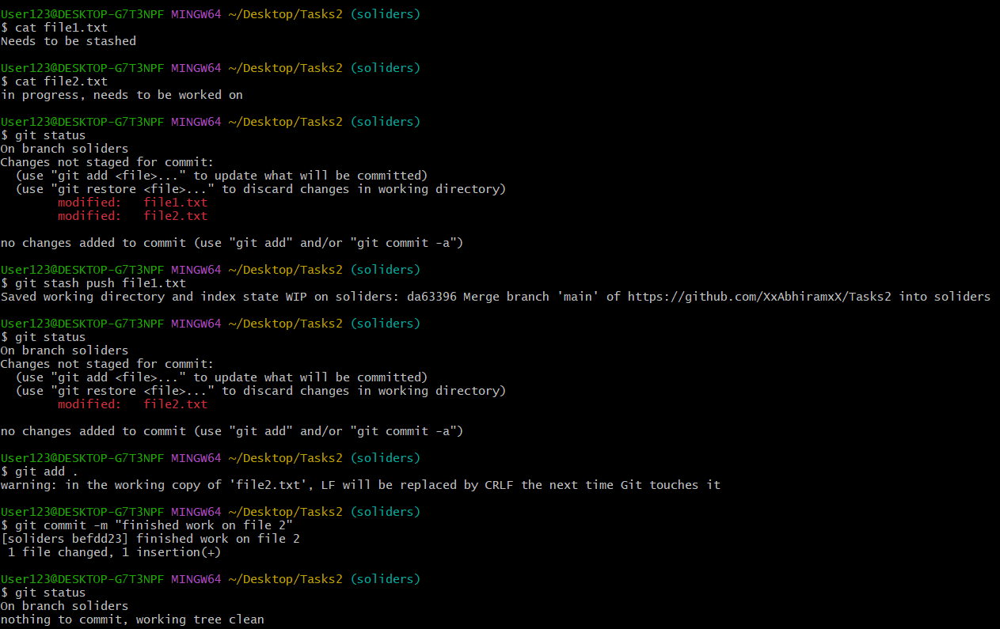 User123@DESKTOP-G7T3NPF MINGW64 ~/Desktop/Tasks2 (soliders)
$ cat file1.txt
Needs to be stashed
User123@DESKTOP-G7T3NPF MINGW64 ~/Desktop/Tasks2 (soliders)
$ cat file2.txt
in progress, needs to be worked on
User123@DESKTOP-G7T3NPF MINGW64 ~/Desktop/Tasks2 (soliders)
$ git status
On branch soliders
Changes not staged for commit:
  (use "git add <file>..." to update what will be committed)
  (use "git restore <file>..." to discard changes in working directory)
        modified:   file1.txt
        modified:   file2.txt
no changes added to commit (use "git add" and/or "git commit -a")
User123@DESKTOP-G7T3NPF MINGW64 ~/Desktop/Tasks2 (soliders)
$ git stash push file1.txt
Saved working directory and index state WIP on soliders: da63396 Merge branch 'main' of https://github.com/XxAbhiramxX/Tasks2 into soliders
User123@DESKTOP-G7T3NPF MINGW64 ~/Desktop/Tasks2 (soliders)
$ git status
On branch soliders
Changes not staged for commit:
  (use "git add <file>..." to update what will be committed)
  (use "git restore <file>..." to discard changes in working directory)
        modified:   file2.txt
no changes added to commit (use "git add" and/or "git commit -a")
User123@DESKTOP-G7T3NPF MINGW64 ~/Desktop/Tasks2 (soliders)
$ git add .
warning: in the working copy of 'file2.txt', LF will be replaced by CRLF the next time Git touches it
User123@DESKTOP-G7T3NPF MINGW64 ~/Desktop/Tasks2 (soliders)
$ git commit -m "finished work on file 2"
[soliders befdd23] finished work on file 2
 1 file changed, 1 insertion(+)
User123@DESKTOP-G7T3NPF MINGW64 ~/Desktop/Tasks2 (soliders)
$ git status
On branch soliders
nothing to commit, working tree clean